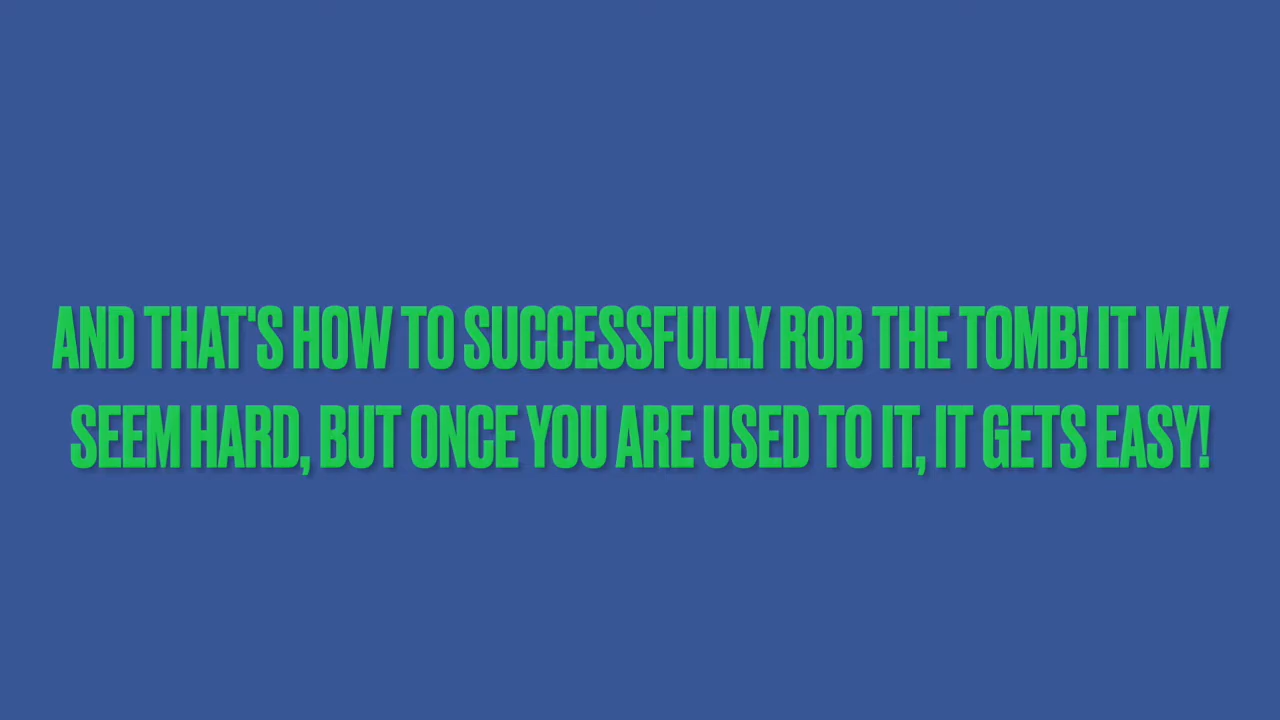 AND THAT'S HOW TO SUCCESSFULLY ROB THE TOMB! IT MAY
SEEM HARD, BUT ONCE YOU ARE USED TO IT, IT GETS EASY!